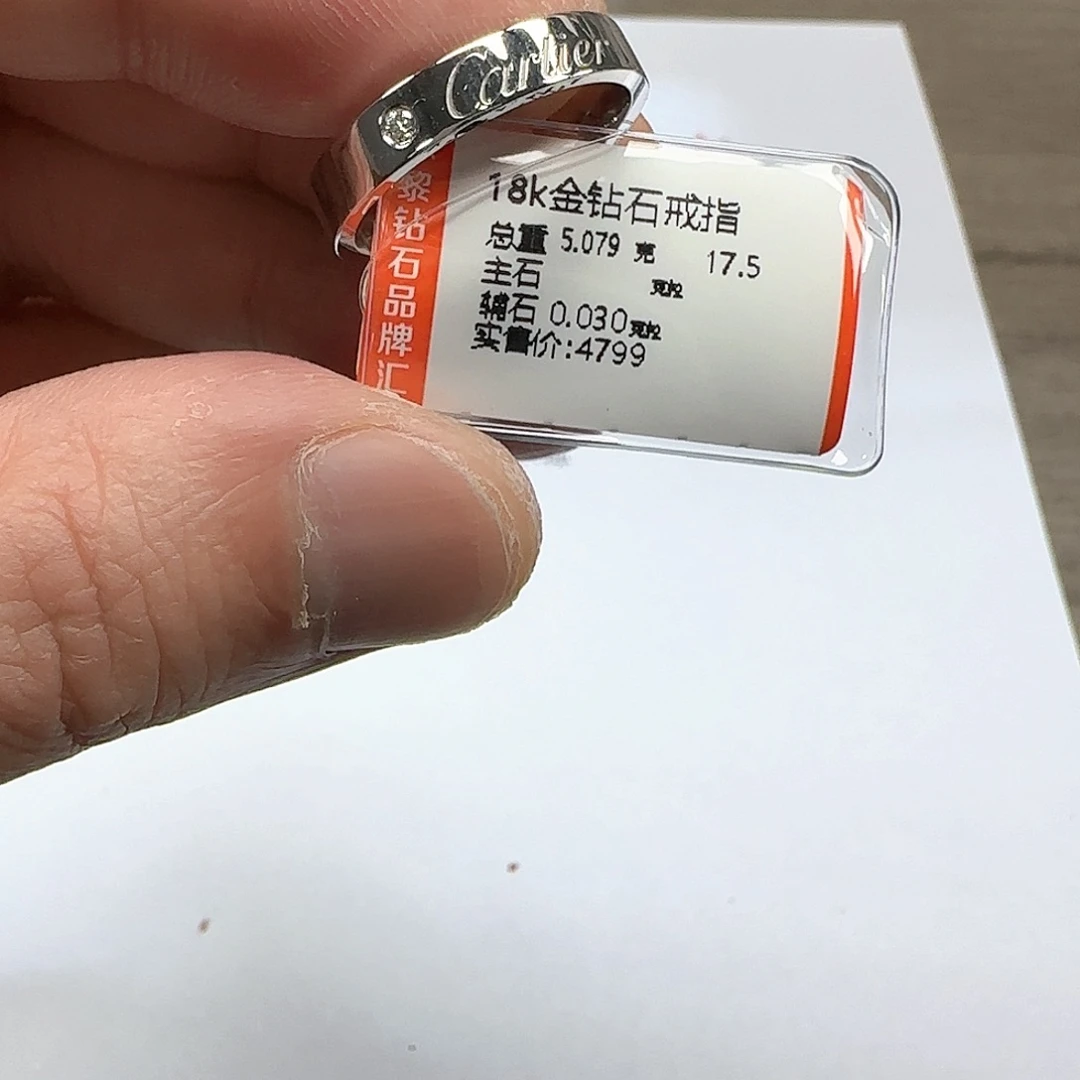 Cartier
黎钻石品牌汇
18k金钻石戒指
总重 5.079 克 17.5
主石 克拉
辅石 0.030克拉
实售价:4799